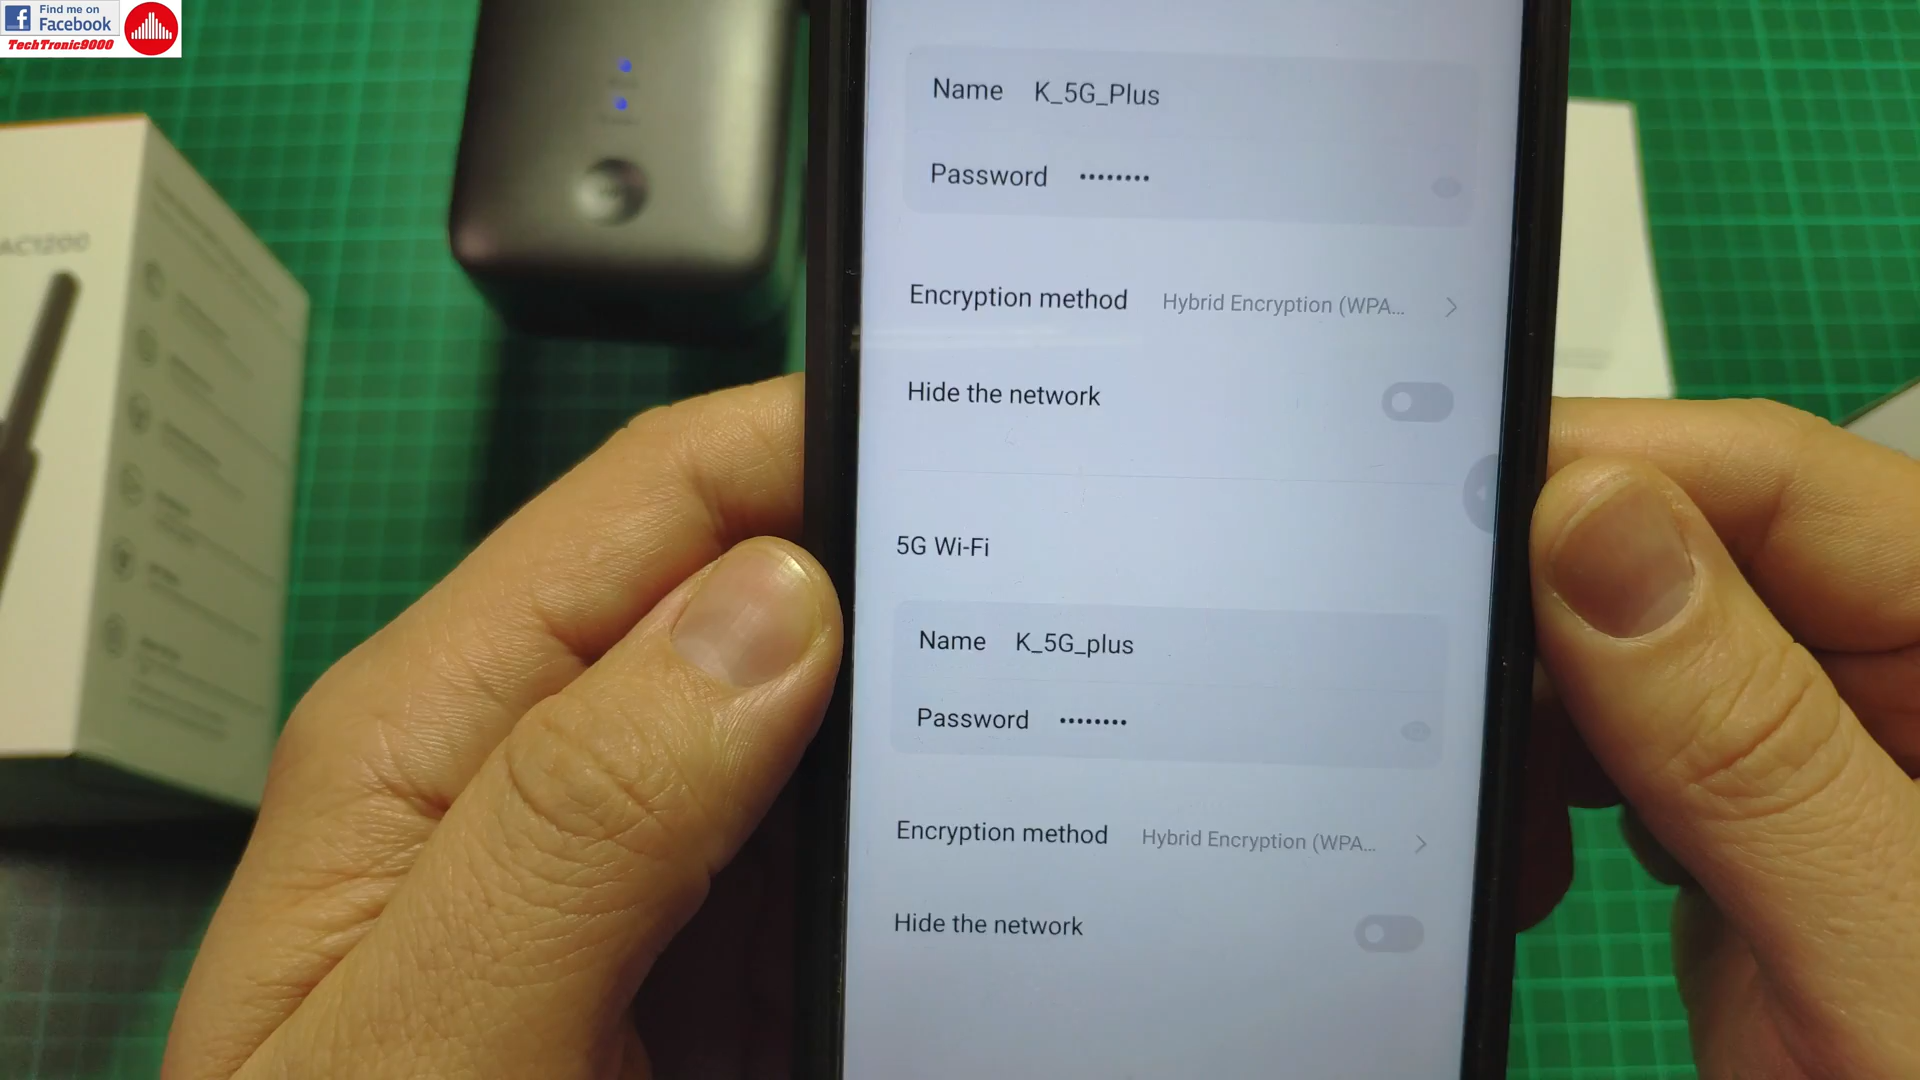 Find me on
Facebook
TechTronic9000
AC1200
Name K_5G_Plus
Password ••••••••
Encryption method Hybrid Encryption (WPA...
Hide the network
5G Wi-Fi
Name K_5G_plus
Password ••••••••
Encryption method Hybrid Encryption (WPA...
Hide the network